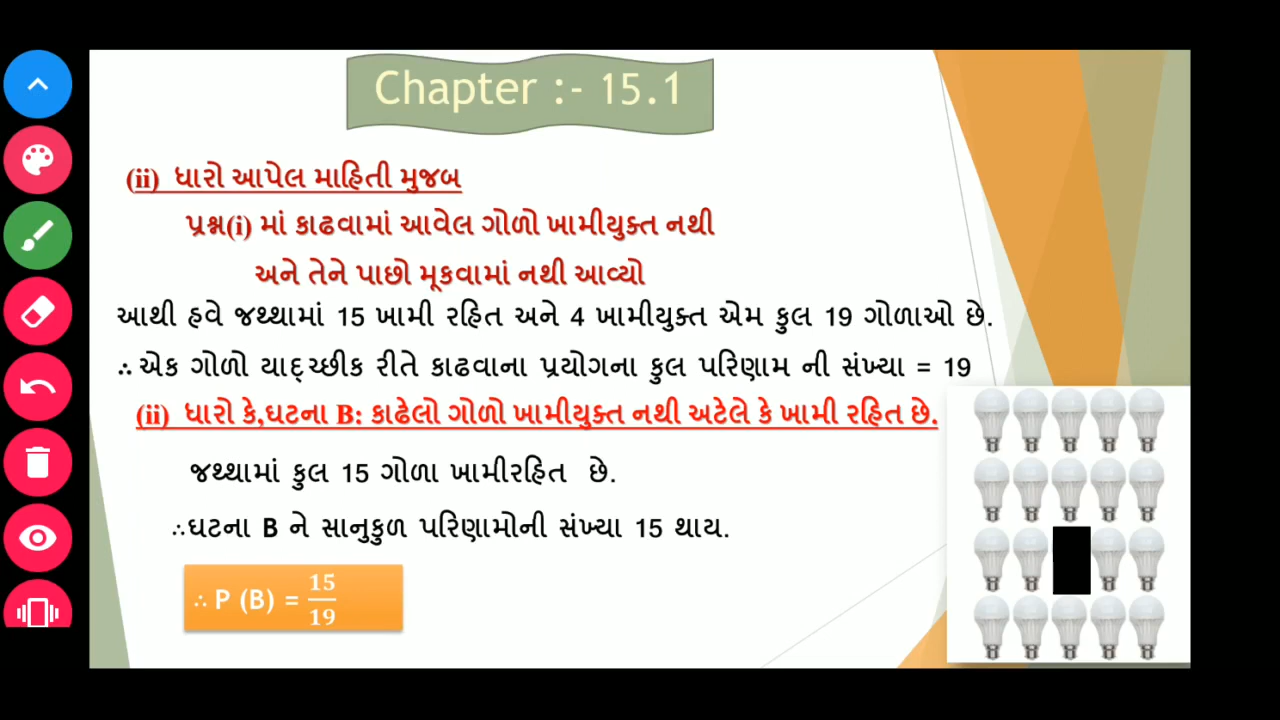 Chapter :- 15.1
(ii) ધારો આપેલ માહિતી મુજબ
પ્રશ્ન(i) માં કાઢવામાં આવેલ ગોળો ખામીયુક્ત નથી
અને તેને પાછો મૂકવામાં નથી આવ્યો
આથી હવે જથ્થામાં 15 ખામી રહિત અને 4 ખામીયુક્ત એમ કુલ 19 ગોળાઓ છે.
∴ એક ગોળો યાદ્ચ્છીક રીતે કાઢવાના પ્રયોગના કુલ પરિણામ ની સંખ્યા = 19
(ii) ધારો કે,ઘટના B: કાઢેલો ગોળો ખામીયુક્ત નથી અટેલે કે ખામી રહિત છે.
જથ્થામાં કુલ 15 ગોળા ખામીરહિત છે.
∴ઘટના B ને સાનુકુળ પરિણામોની સંખ્યા 15 થાય.
∴ P (B) = 15/19